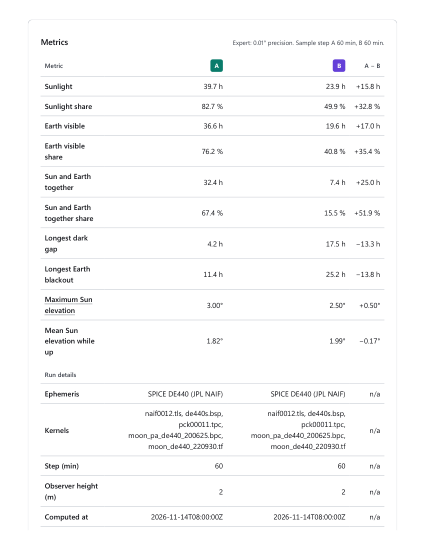 Metrics Expert: 0.01° precision. Sample step A 60 min, B 60 min.
Metric A B A − B
Sunlight 39.7 h 23.9 h +15.8 h
Sunlight share 82.7 % 49.9 % +32.8 %
Earth visible 36.6 h 19.6 h +17.0 h
Earth visible
share 76.2 % 40.8 % +35.4 %
Sun and Earth
together 32.4 h 7.4 h +25.0 h
Sun and Earth
together share 67.4 % 15.5 % +51.9 %
Longest dark
gap 4.2 h 17.5 h −13.3 h
Longest Earth
blackout 11.4 h 25.2 h −13.8 h
Maximum Sun
elevation 3.00° 2.50° +0.50°
Mean Sun
elevation while
up 1.82° 1.99° −0.17°
Run details
Ephemeris SPICE DE440 (JPL NAIF) SPICE DE440 (JPL NAIF) n/a
Kernels naif0012.tls, de440s.bsp,
pck00011.tpc,
moon_pa_de440_200625.bpc,
moon_de440_220930.tf naif0012.tls, de440s.bsp,
pck00011.tpc,
moon_pa_de440_200625.bpc,
moon_de440_220930.tf n/a
Step (min) 60 60 n/a
Observer height
(m) 2 2 n/a
Computed at 2026-11-14T08:00:00Z 2026-11-14T08:00:00Z n/a